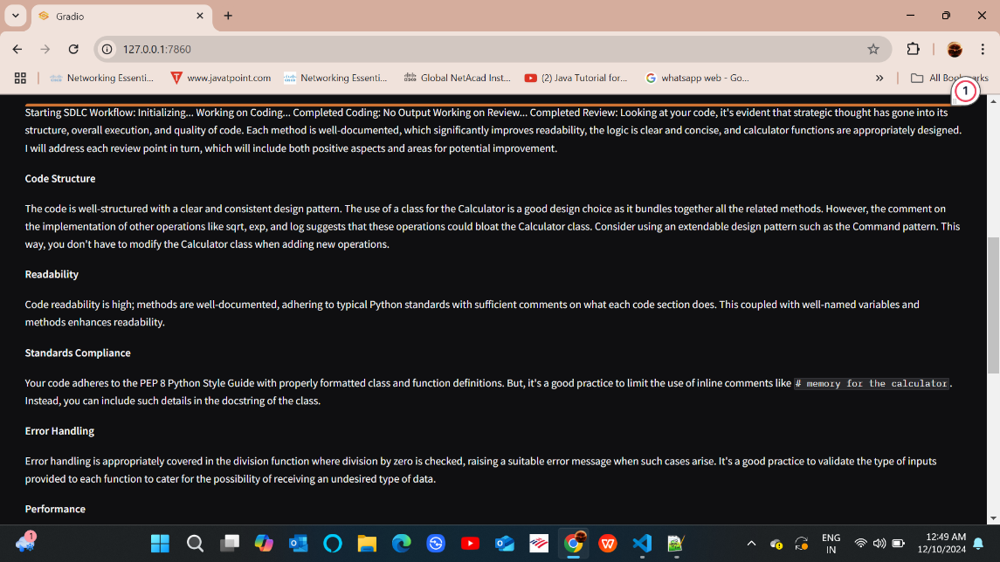 Gradio
127.0.0.1:7860
Networking Essenti...
www.javatpoint.com
Networking Essenti...
Global NetAcad Inst...
(2) Java Tutorial for...
whatsapp web - Go...
»
All Bookmarks
1
Starting SDLC Workflow: Initializing... Working on Coding... Completed Coding: No Output Working on Review... Completed Review: Looking at your code, it's evident that strategic thought has gone into its
structure, overall execution, and quality of code. Each method is well-documented, which significantly improves readability, the logic is clear and concise, and calculator functions are appropriately designed.
I will address each review point in turn, which will include both positive aspects and areas for potential improvement.
Code Structure
The code is well-structured with a clear and consistent design pattern. The use of a class for the Calculator is a good design choice as it bundles together all the related methods. However, the comment on
the implementation of other operations like sqrt, exp, and log suggests that these operations could bloat the Calculator class. Consider using an extendable design pattern such as the Command pattern. This
way, you don't have to modify the Calculator class when adding new operations.
Readability
Code readability is high; methods are well-documented, adhering to typical Python standards with sufficient comments on what each code section does. This coupled with well-named variables and
methods enhances readability.
Standards Compliance
Your code adheres to the PEP 8 Python Style Guide with properly formatted class and function definitions. But, it's a good practice to limit the use of inline comments like # memory for the calculator.
Instead, you can include such details in the docstring of the class.
Error Handling
Error handling is appropriately covered in the division function where division by zero is checked, raising a suitable error message when such cases arise. It's a good practice to validate the type of inputs
provided to each function to cater for the possibility of receiving an undesired type of data.
Performance
1
ENG
IN
12:49 AM
12/10/2024